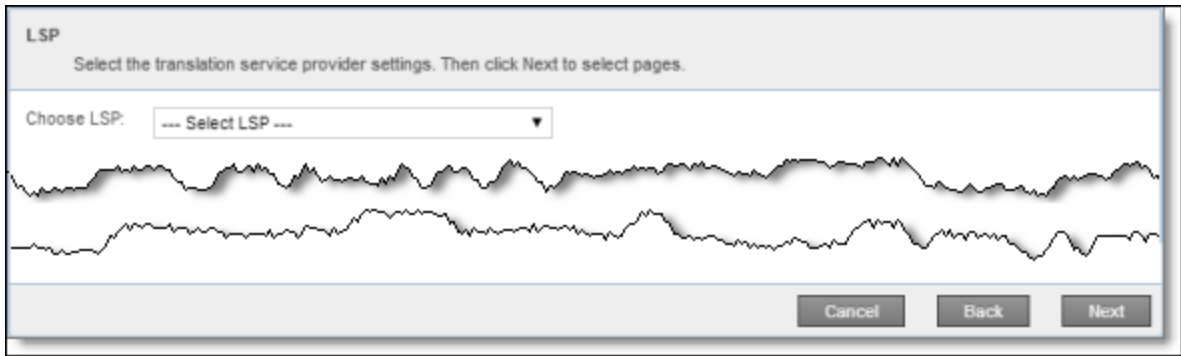 LSP
Select the translation service provider settings. Then click Next to select pages.
Choose LSP: --- Select LSP ---
Cancel Back Next